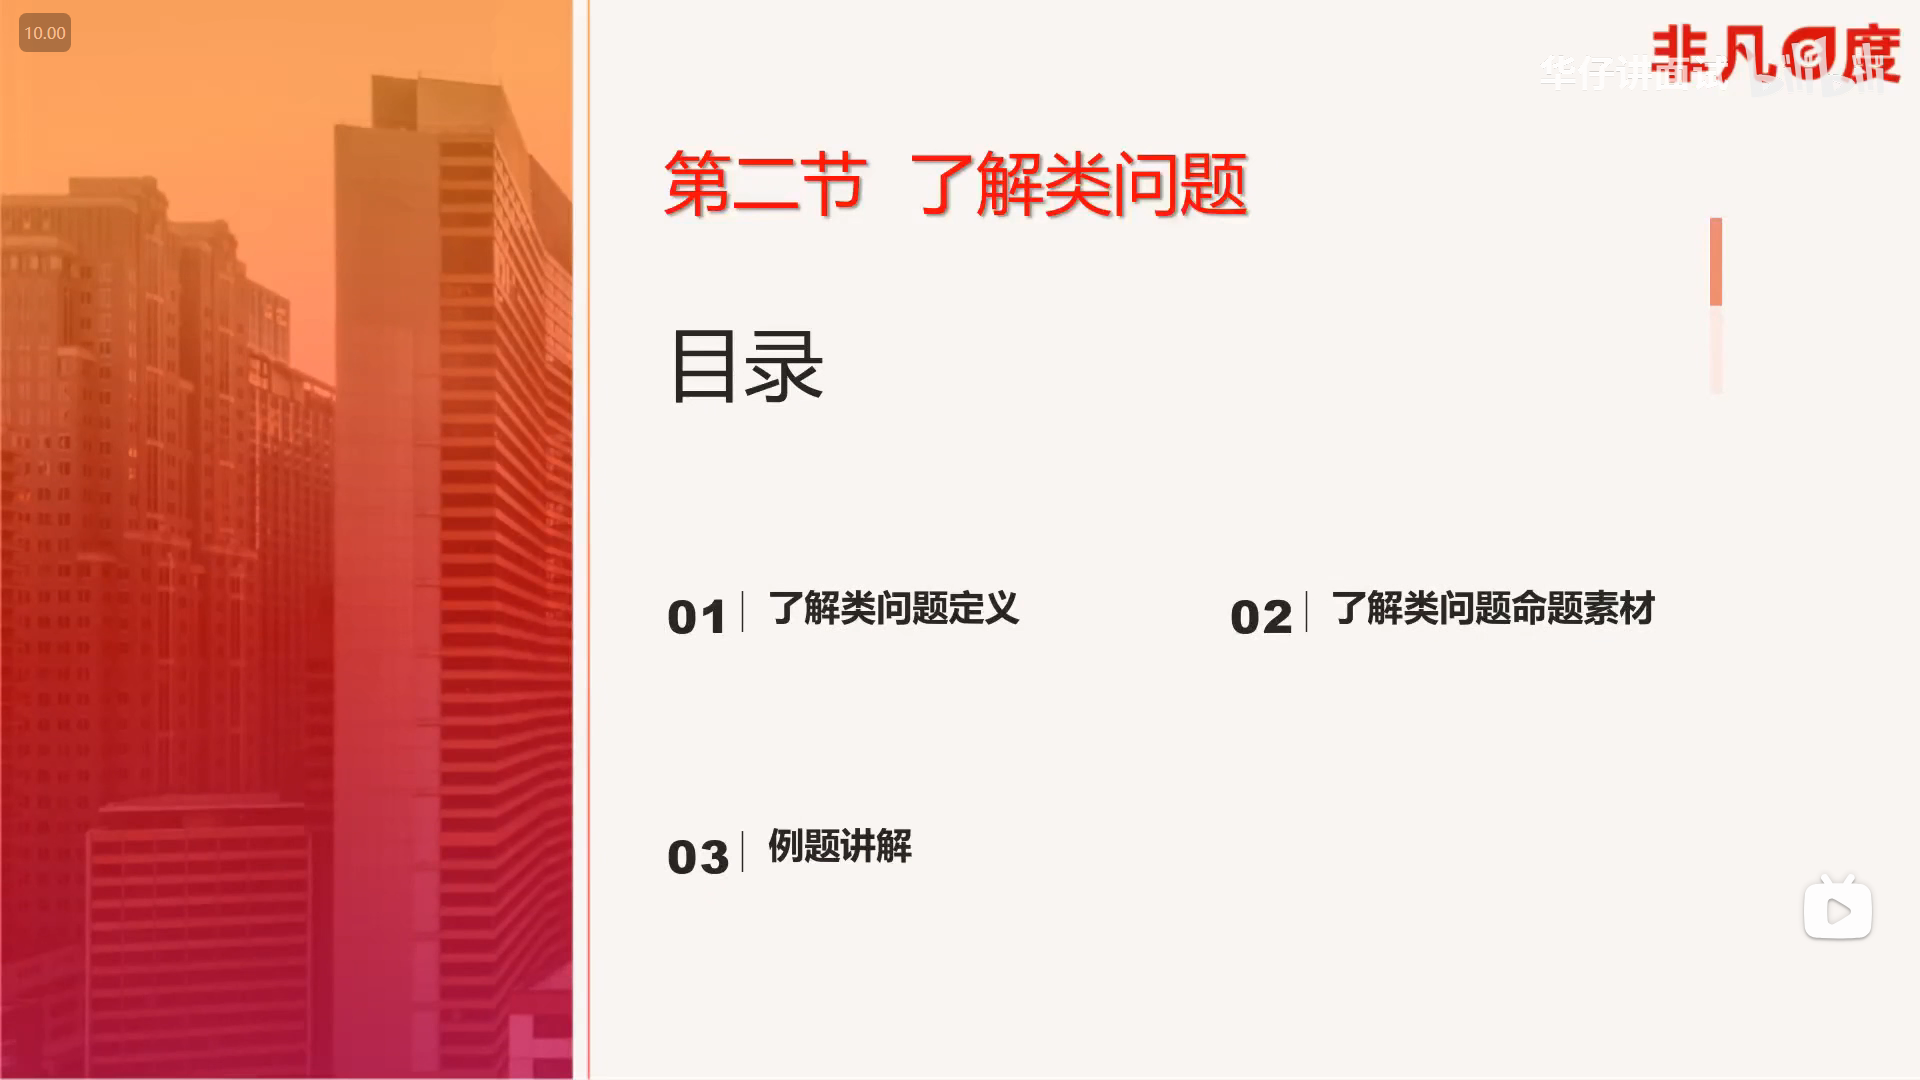 10.00
非凡度
华仔讲面试 bilibili
第二节 了解类问题
目录
01 了解类问题定义
02 了解类问题命题素材
03 例题讲解